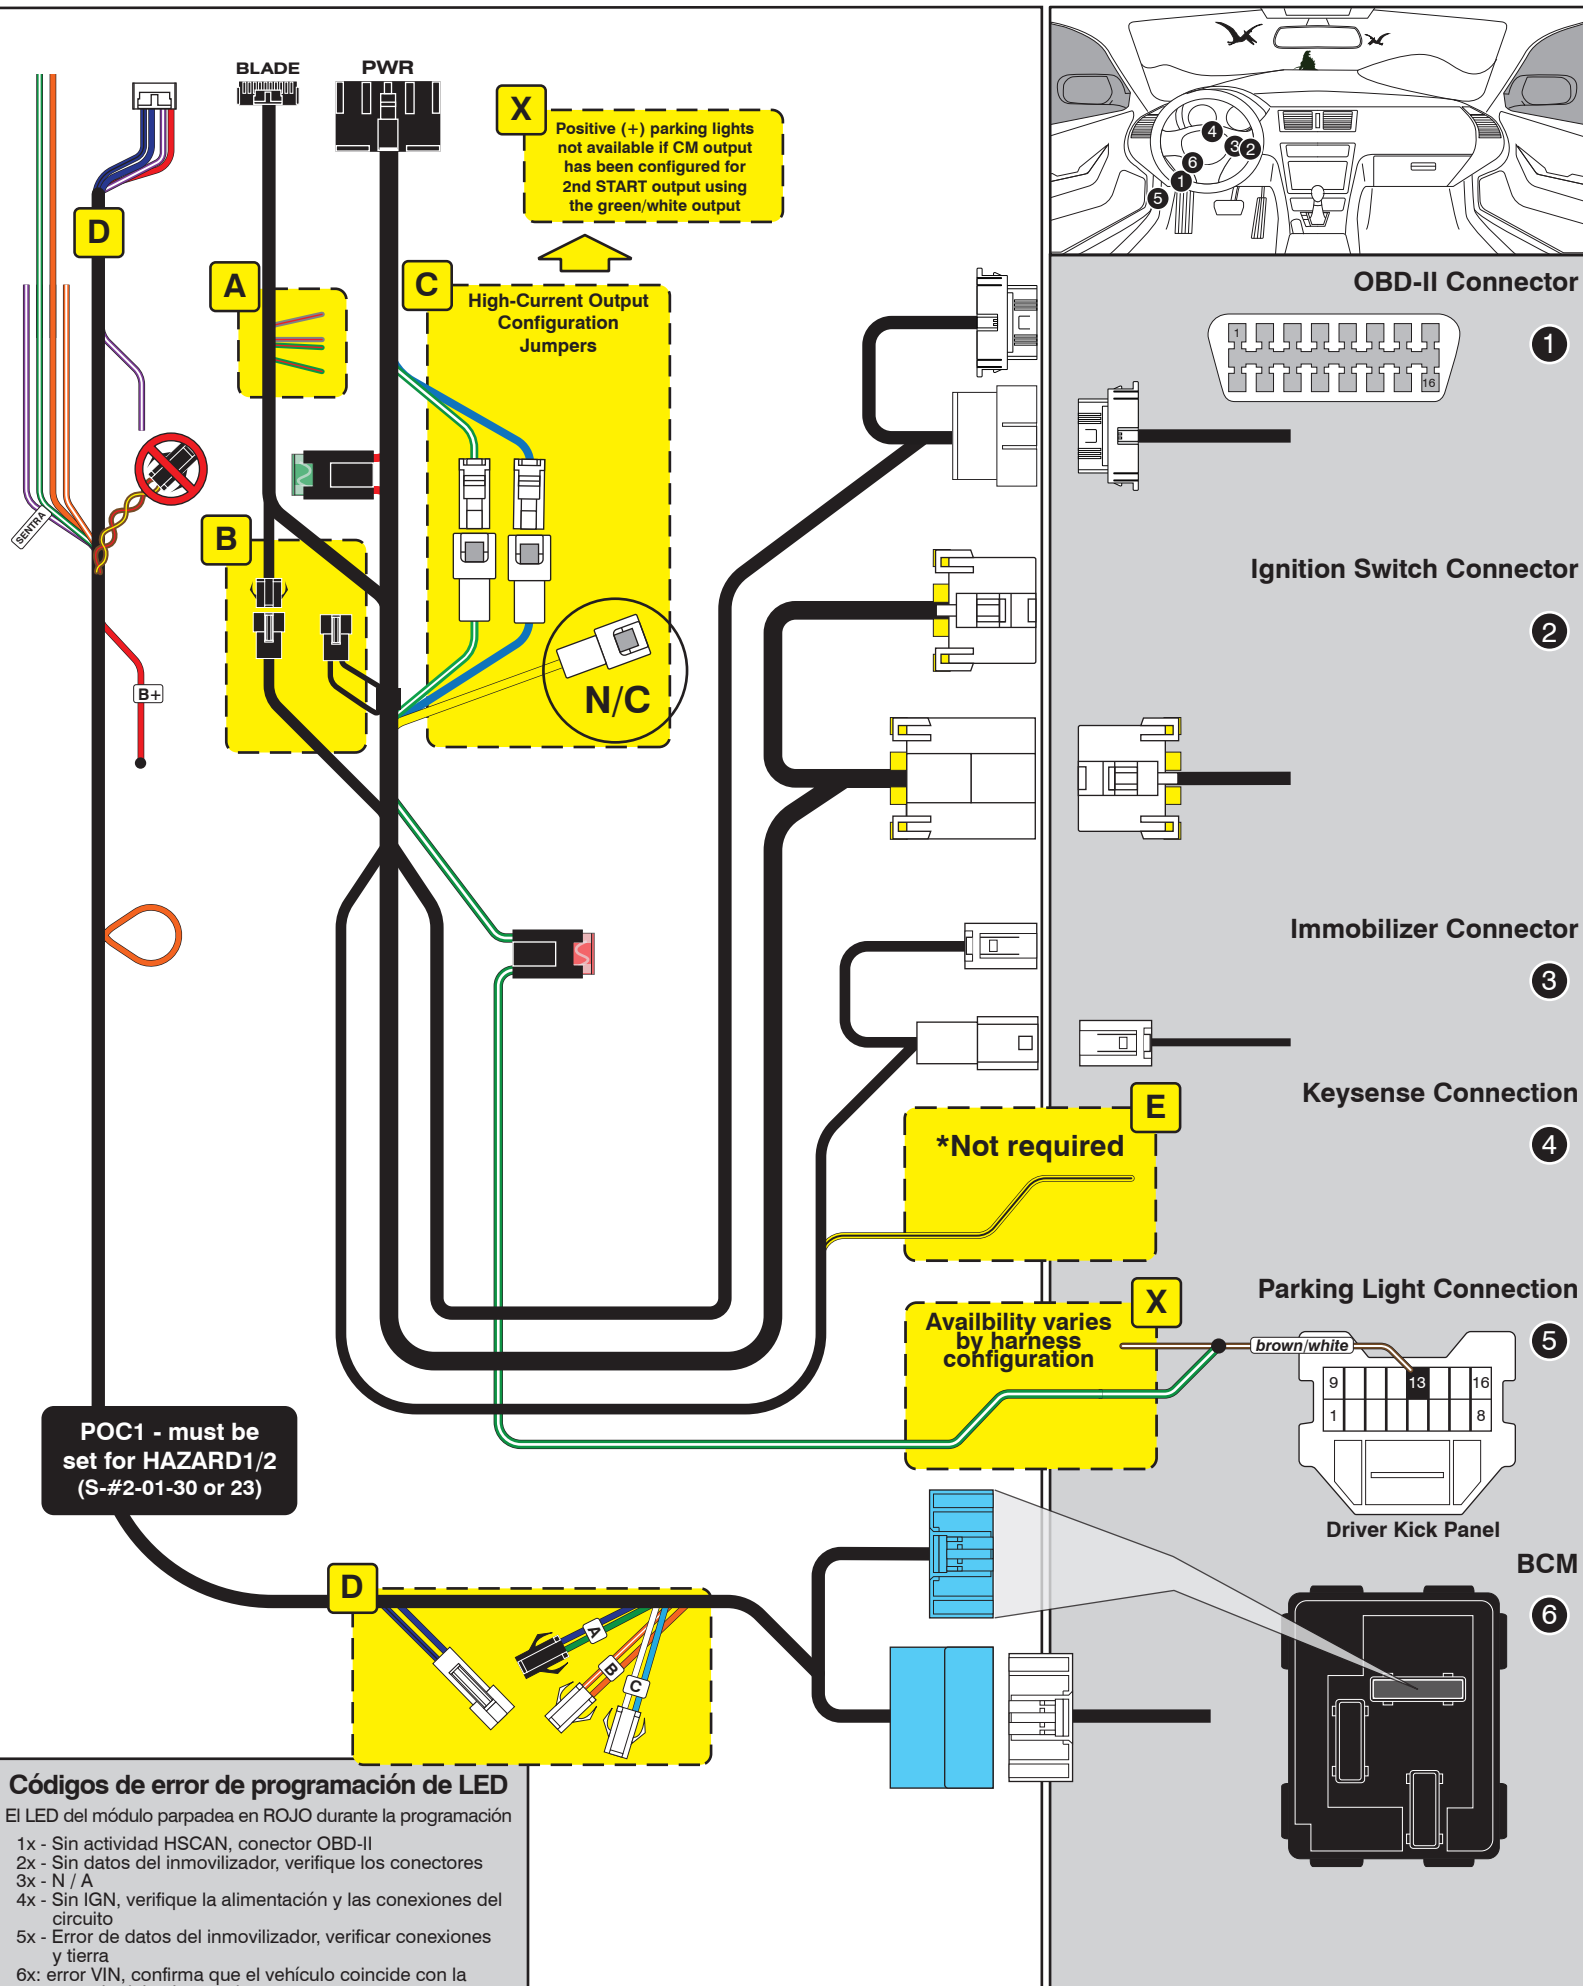 BLADE
PWR
X
Positive (+) parking lights
not available if CM output
has been configured for
2nd START output using
the green/white output
D
A
C
High-Current Output
Configuration
Jumpers
SENTRA
B
B+
N/C
4
3
2
6
1
5
OBD-II Connector
1
1
16
Ignition Switch Connector
2
Immobilizer Connector
3
Keysense Connection
4
E
*Not required
Parking Light Connection
5
X
Availbility varies
by harness
configuration
brown/white
9
13
16
1
8
Driver Kick Panel
BCM
6
POC1 - must be
set for HAZARD1/2
(S-#2-01-30 or 23)
D
A
B
C
Códigos de error de programación de LED
El LED del módulo parpadea en ROJO durante la programación
1x - Sin actividad HSCAN, conector OBD-II
2x - Sin datos del inmovilizador, verifique los conectores
3x - N / A
4x - Sin IGN, verifique la alimentación y las conexiones del
circuito
5x - Error de datos del inmovilizador, verificar conexiones
y tierra
6x: error VIN, confirma que el vehículo coincide con la